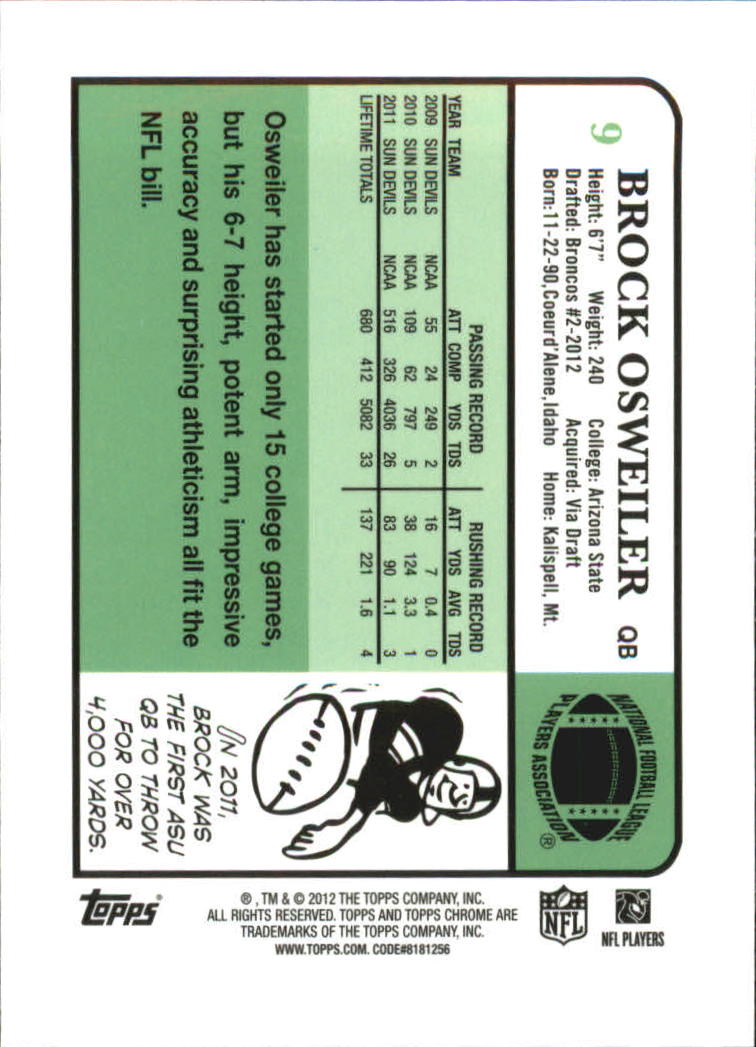 9
BROCK OSWEILER QB
Height: 6'7" Weight: 240 College: Arizona State
Drafted: Broncos #2-2012 Acquired: Via Draft
Born:11-22-90,Coeurd'Alene,Idaho Home: Kalispell, Mt.
NATIONAL FOOTBALL LEAGUE
PLAYERS ASSOCIATION ®
PASSING RECORD RUSHING RECORD
YEAR TEAM ATT COMP YDS TDS ATT YDS AVG TDS
2009 SUN DEVILS NCAA 55 24 249 2 16 7 0.4 0
2010 SUN DEVILS NCAA 109 62 797 5 38 124 3.3 1
2011 SUN DEVILS NCAA 516 326 4036 26 83 90 1.1 3
LIFETIME TOTALS 680 412 5082 33 137 221 1.6 4
Osweiler has started only 15 college games,
but his 6-7 height, potent arm, impressive
accuracy and surprising athleticism all fit the
NFL bill.
IN 2011,
BROCK WAS
THE FIRST ASU
QB TO THROW
FOR OVER
4,000 YARDS.
Topps®
® , TM & © 2012 THE TOPPS COMPANY, INC.
ALL RIGHTS RESERVED. TOPPS AND TOPPS CHROME ARE
TRADEMARKS OF THE TOPPS COMPANY, INC.
WWW.TOPPS.COM. CODE#8181256
NFL
NFL PLAYERS